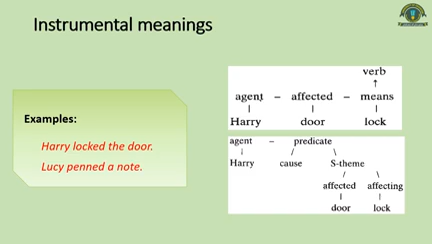 Instrumental meanings
Examples:
Harry locked the door.
Lucy penned a note.
verb
agent – affected – means
Harry door lock
agent – predicate
Harry cause S-theme
affected affecting
door lock